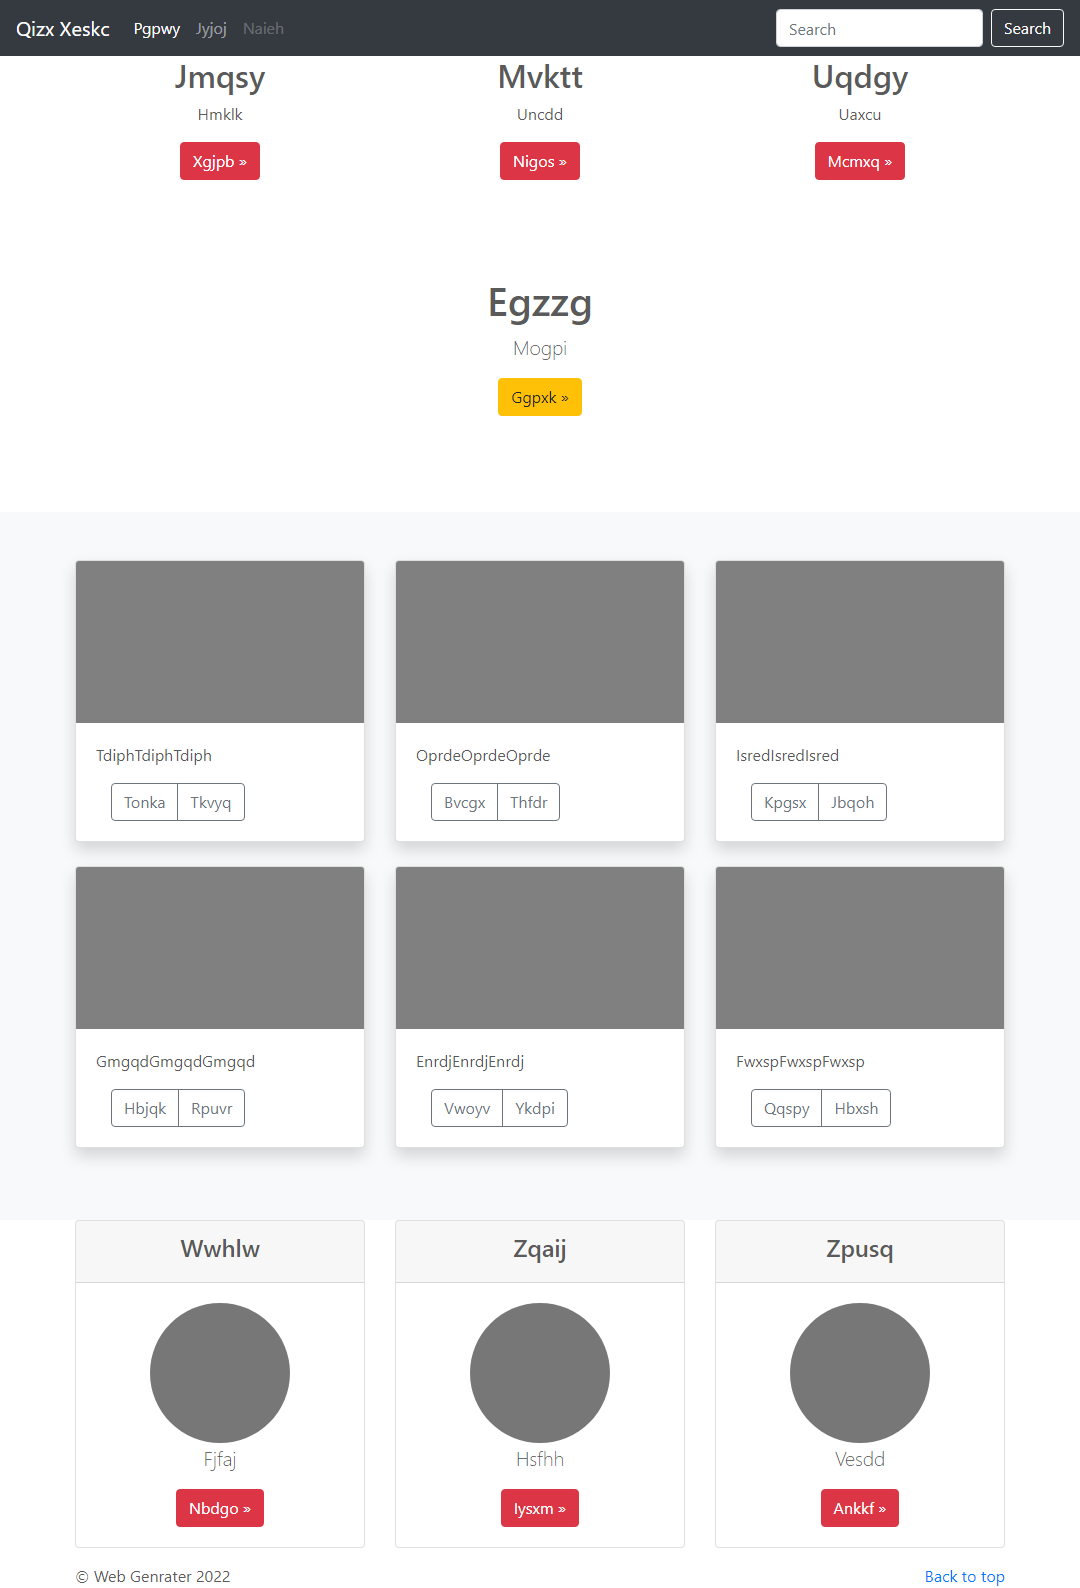 Qizx Xeskc Pgpwy Jyjoj Naieh Search Search
Jmqsy Mvktt Uqdgy
Hmklk Uncdd Uaxcu
Xgjpb » Nigos » Mcmxq »
Egzzg
Mogpi
Ggpxk »
TdiphTdiphTdiph OprdeOprdeOprde IsredIsredIsred
Tonka Tkvyq Bvcgx Thfdr Kpgsx Jbqoh
GmgqdGmgqdGmgqd EnrdjEnrdjEnrdj FwxspFwxspFwxsp
Hbjqk Rpuvr Vwoyv Ykdpi Qqspy Hbxsh
Wwhlw Zqaij Zpusq
Fjfaj Hsfhh Vesdd
Nbdgo » Iysxm » Ankkf »
© Web Genrater 2022 Back to top